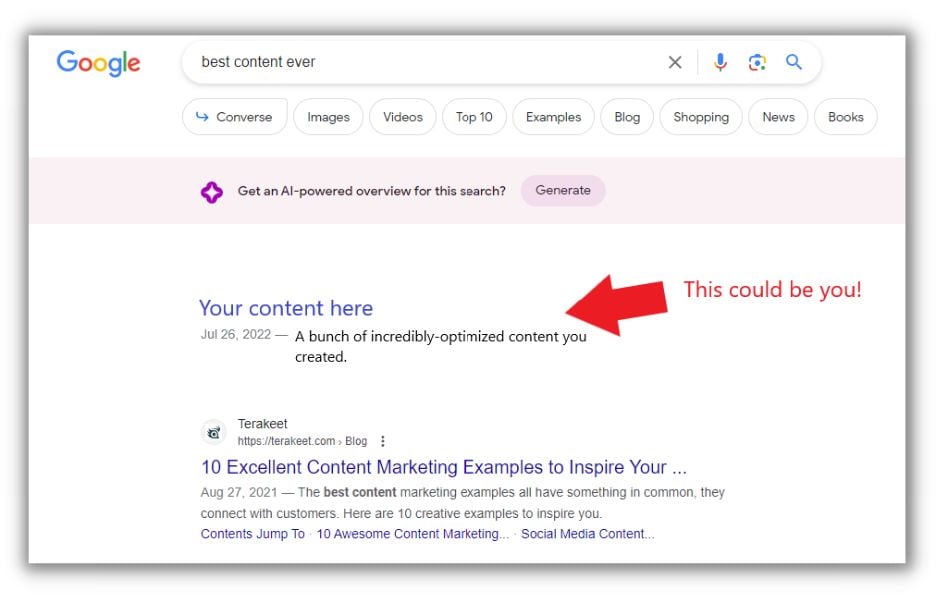 Google
best content ever
Converse
Images
Videos
Top 10
Examples
Blog
Shopping
News
Books
Get an AI-powered overview for this search?
Generate
This could be you!
Your content here
Jul 26, 2022 — A bunch of incredibly-optimized content you
created.
Terakeet
https://terakeet.com › Blog
10 Excellent Content Marketing Examples to Inspire Your ...
Aug 27, 2021 — The best content marketing examples all have something in common, they
connect with customers. Here are 10 creative examples to inspire you.
Contents Jump To · 10 Awesome Content Marketing... · Social Media Content...